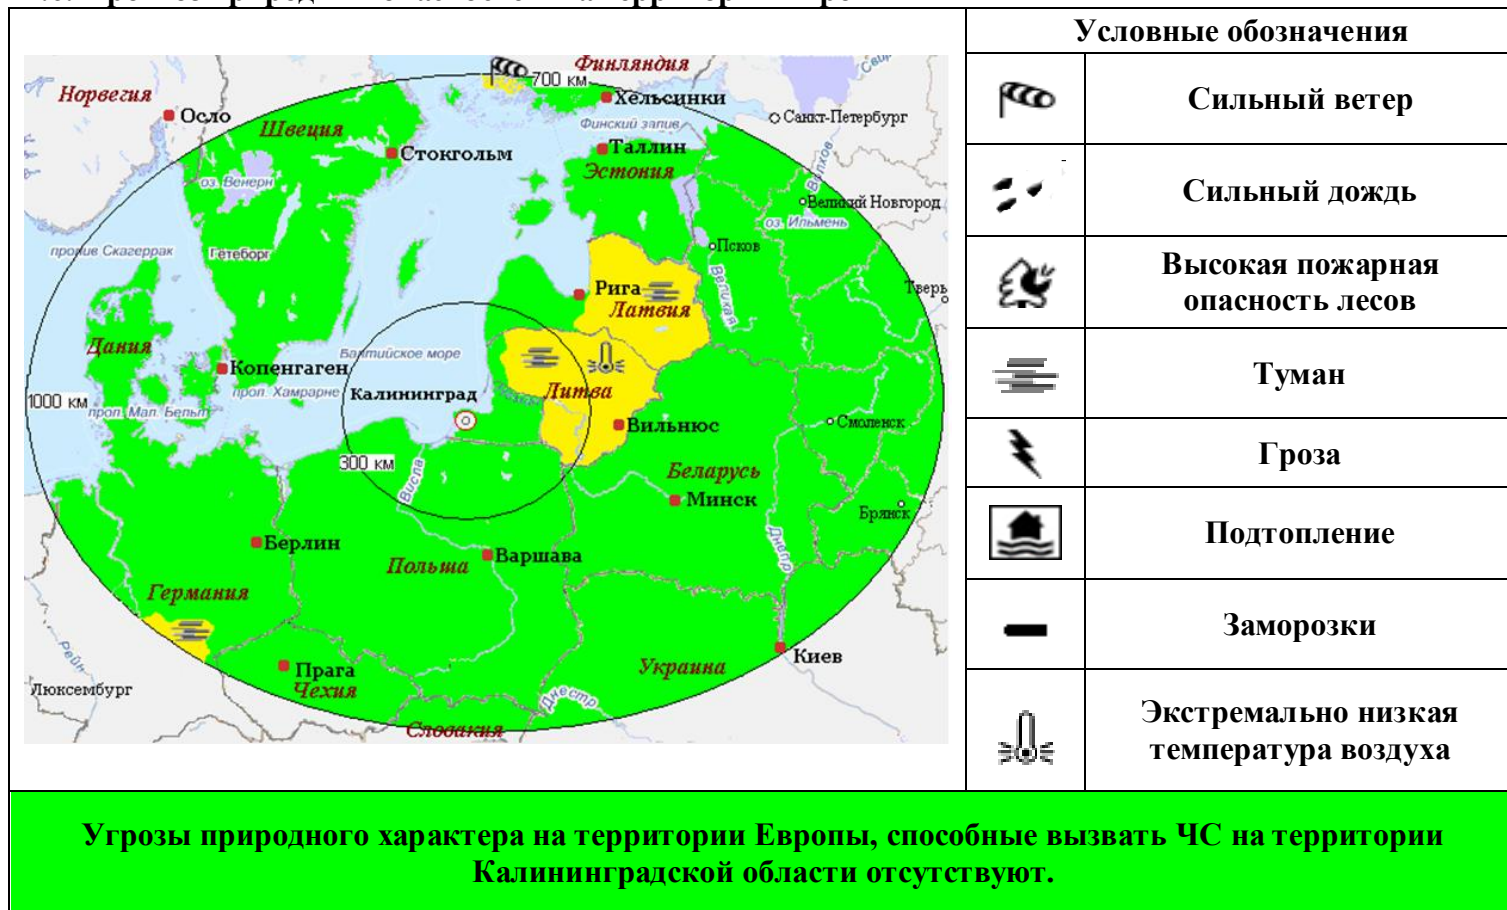 Условные обозначения
Сильный ветер
Сильный дождь
Высокая пожарная
опасность лесов
Туман
Гроза
Подтопление
Заморозки
Экстремально низкая
температура воздуха
Норвегия
Осло
Швеция
Стокгольм
700 км
Финляндия
Хельсинки
Финский залив
Таллин
Эстония
Санкт-Петербург
Волхов
Великий Новгород
оз. Ильмень
оз. Венерн
Псков
Великая
Тверь
пролив Скагеррак
Гетеборг
Рига
Латвия
Дания
Копенгаген
Балтийское море
прол. Хамрарне
Калининград
Литва
1000 км
прол. Мал. Бельт
Вильнюс
Смоленск
300 км
Висла
Беларусь
Минск
Брянск
Днепр
Берлин
Польша
Варшава
Германия
Рейн
Прага
Чехия
Украина
Киев
Люксембург
Днестр
Словакия
Угрозы природного характера на территории Европы, способные вызвать ЧС на территории
Калининградской области отсутствуют.